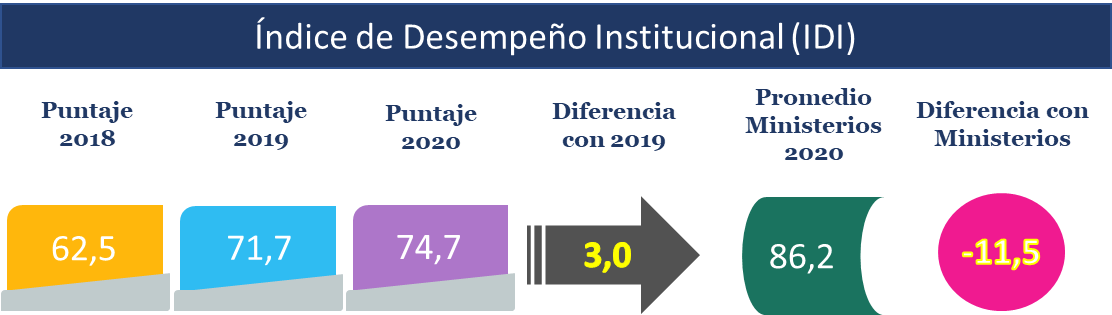 Índice de Desempeño Institucional (IDI)
Puntaje
2018
Puntaje
2019
Puntaje
2020
Diferencia
con 2019
Promedio
Ministerios
2020
Diferencia con
Ministerios
62,5
71,7
74,7
3,0
86,2
-11,5